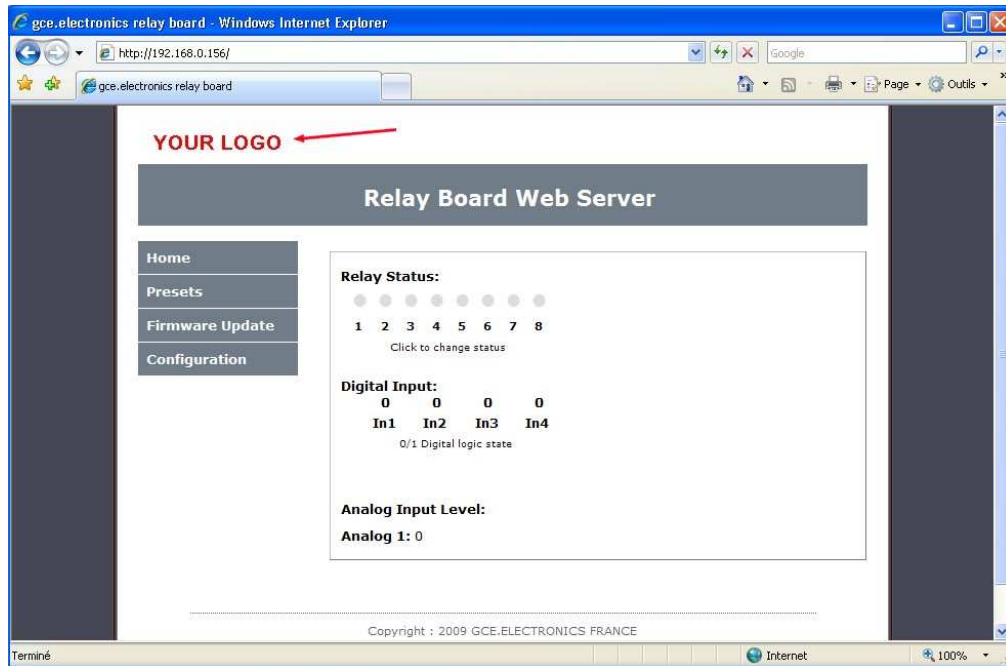 gce.electronics relay board - Windows Internet Explorer
http://192.168.0.156/
Google
gce.electronics relay board
Page
Outils
YOUR LOGO
Relay Board Web Server
Home
Presets
Firmware Update
Configuration
Relay Status:
1 2 3 4 5 6 7 8
Click to change status
Digital Input:
0 0 0 0
In1 In2 In3 In4
0/1 Digital logic state
Analog Input Level:
Analog 1: 0
Copyright : 2009 GCE.ELECTRONICS FRANCE
Terminé
Internet
100%